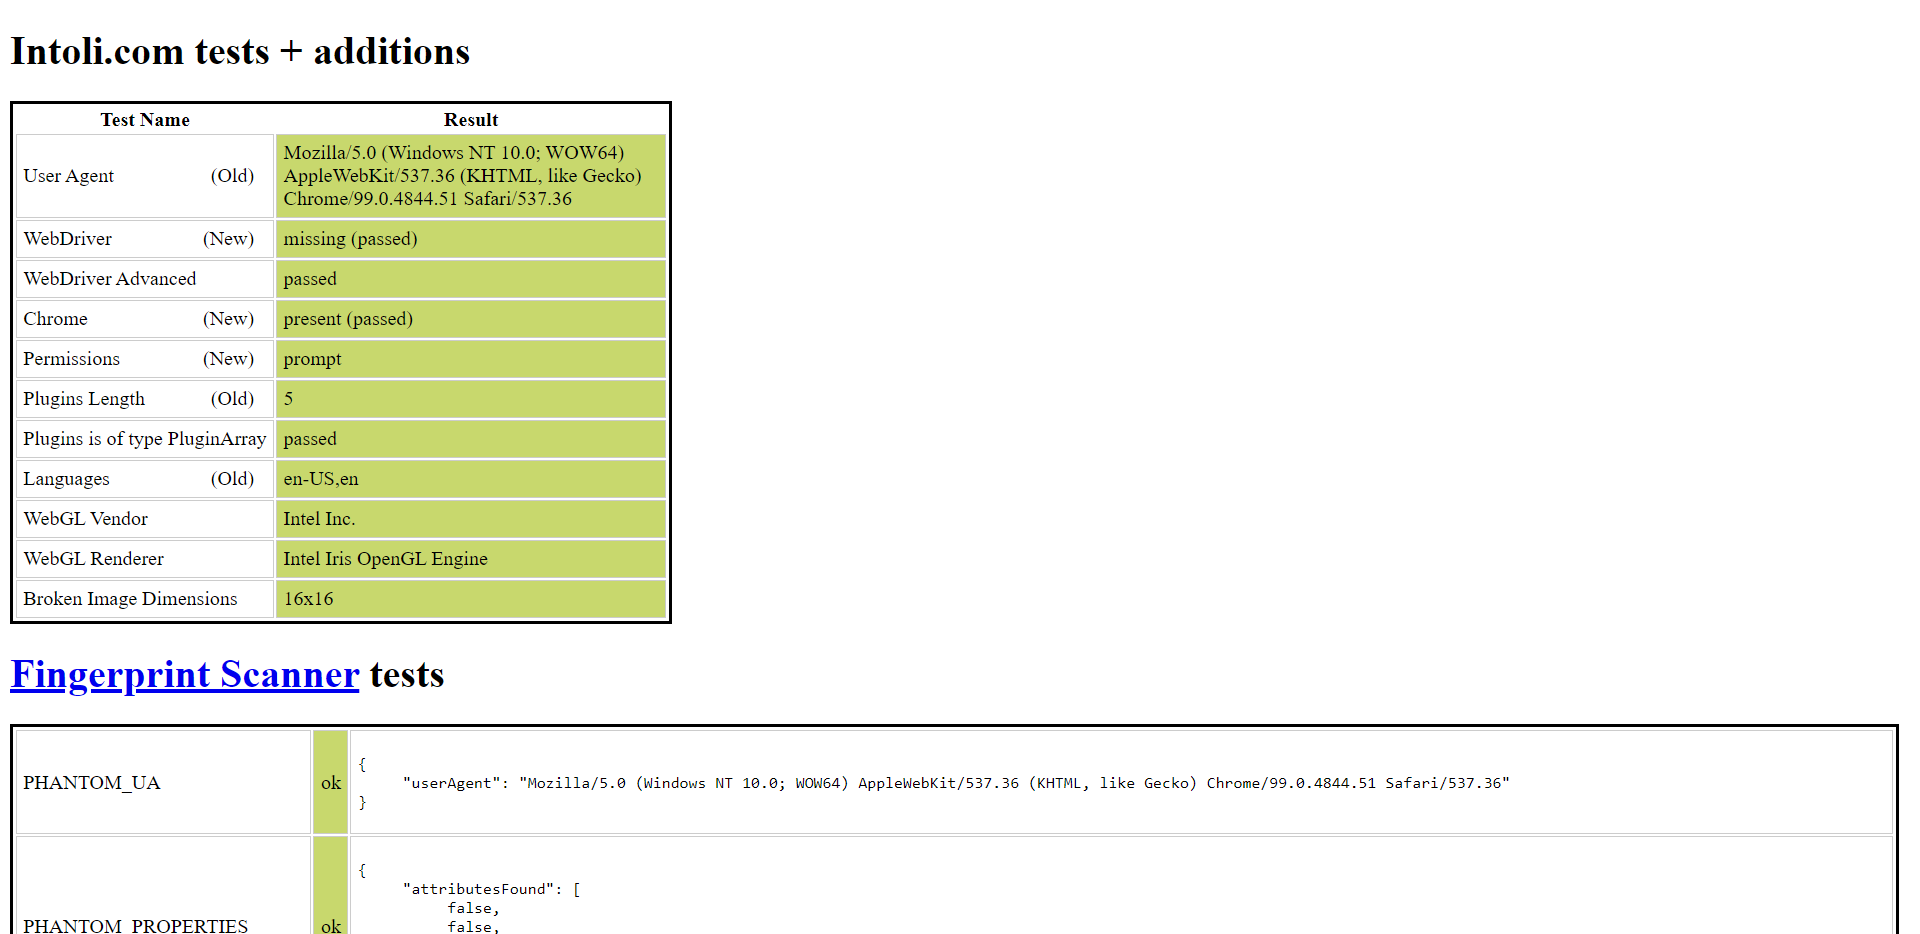 Intoli.com tests + additions
Test Name Result
User Agent (Old) Mozilla/5.0 (Windows NT 10.0; WOW64)
AppleWebKit/537.36 (KHTML, like Gecko)
Chrome/99.0.4844.51 Safari/537.36
WebDriver (New) missing (passed)
WebDriver Advanced passed
Chrome (New) present (passed)
Permissions (New) prompt
Plugins Length (Old) 5
Plugins is of type PluginArray passed
Languages (Old) en-US,en
WebGL Vendor Intel Inc.
WebGL Renderer Intel Iris OpenGL Engine
Broken Image Dimensions 16x16
Fingerprint Scanner tests
PHANTOM_UA ok {
"userAgent": "Mozilla/5.0 (Windows NT 10.0; WOW64) AppleWebKit/537.36 (KHTML, like Gecko) Chrome/99.0.4844.51 Safari/537.36"
}
PHANTOM_PROPERTIES ok {
"attributesFound": [
false,
false,